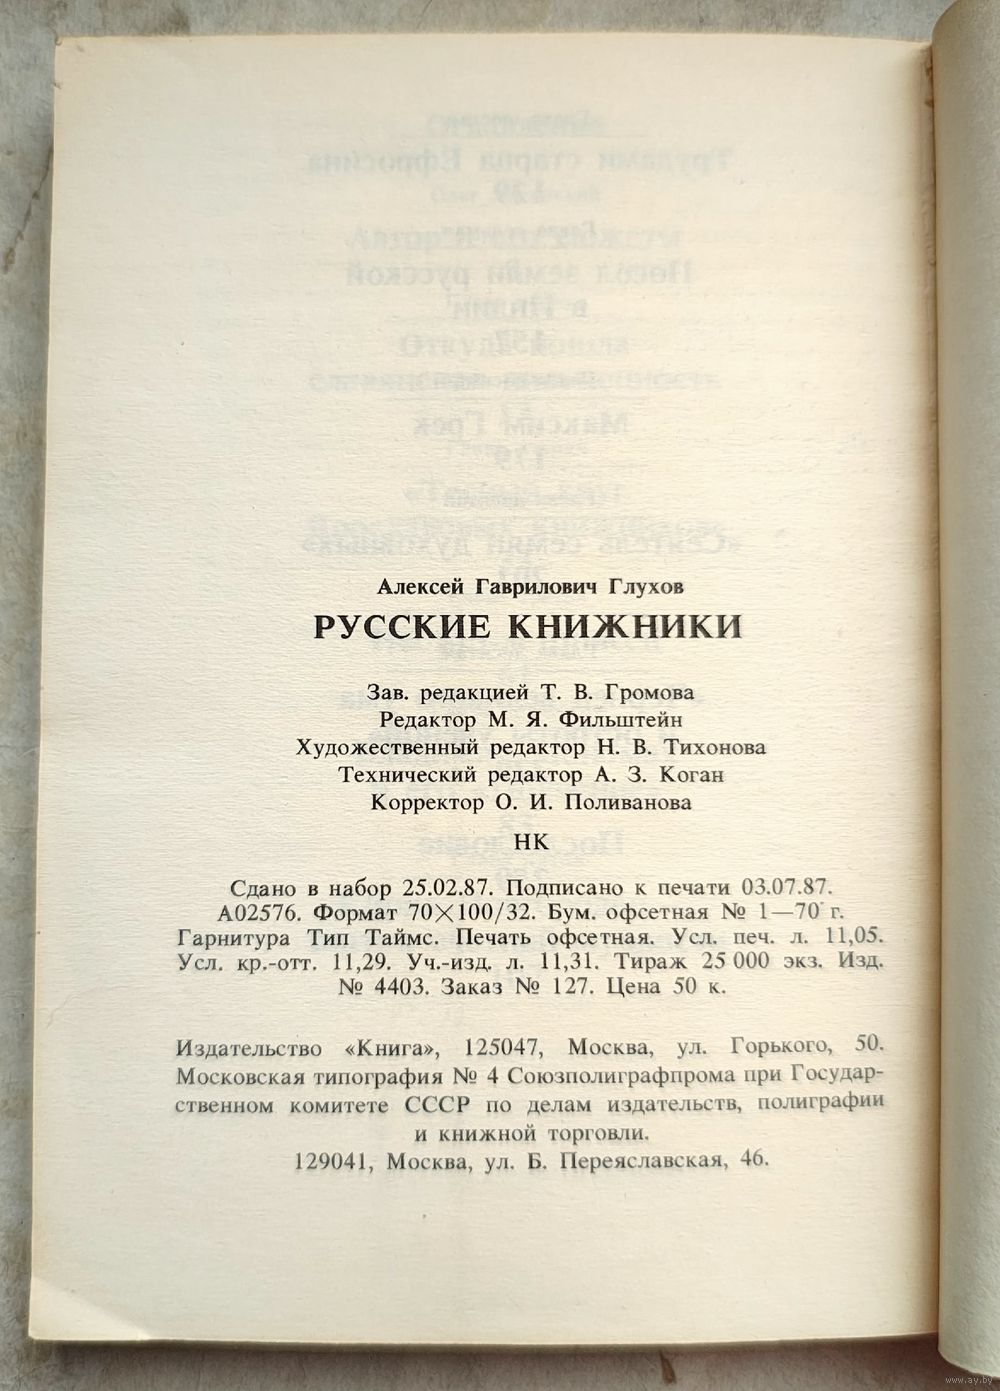 Алексей Гаврилович Глухов
РУССКИЕ КНИЖНИКИ
Зав. редакцией Т. В. Громова
Редактор М. Я. Фильштейн
Художественный редактор Н. В. Тихонова
Технический редактор А. З. Коган
Корректор О. И. Поливанова
НК
Сдано в набор 25.02.87. Подписано к печати 03.07.87.
А02576. Формат 70×100/32. Бум. офсетная № 1—70 г.
Гарнитура Тип Таймс. Печать офсетная. Усл. печ. л. 11,05.
Усл. кр.-отт. 11,29. Уч.-изд. л. 11,31. Тираж 25 000 экз. Изд.
№ 4403. Заказ № 127. Цена 50 к.
Издательство «Книга», 125047, Москва, ул. Горького, 50.
Московская типография № 4 Союзполиграфпрома при Государ-
ственном комитете СССР по делам издательств, полиграфии
и книжной торговли.
129041, Москва, ул. Б. Переяславская, 46.
www.ay.by